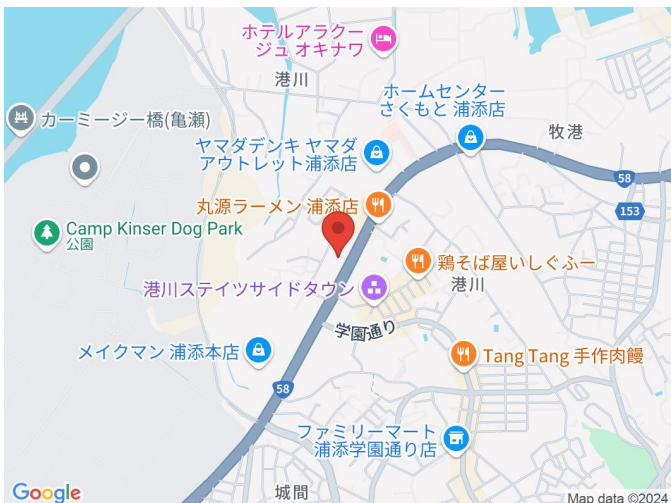 ホテルアラクー
ジュ オキナワ
港川
ホームセンター
さくもと 浦添店
カーミージー橋(亀瀬)
牧港
ヤマダデンキ ヤマダ
アウトレット浦添店
58
153
丸源ラーメン 浦添店
Camp Kinser Dog Park
公園
鶏そば屋いしぐふー
港川
港川ステイツサイドタウン
学園通り
メイクマン 浦添本店
Tang Tang 手作肉饅
58
ファミリーマート
浦添学園通り店
城間
Google
Map data ©2024